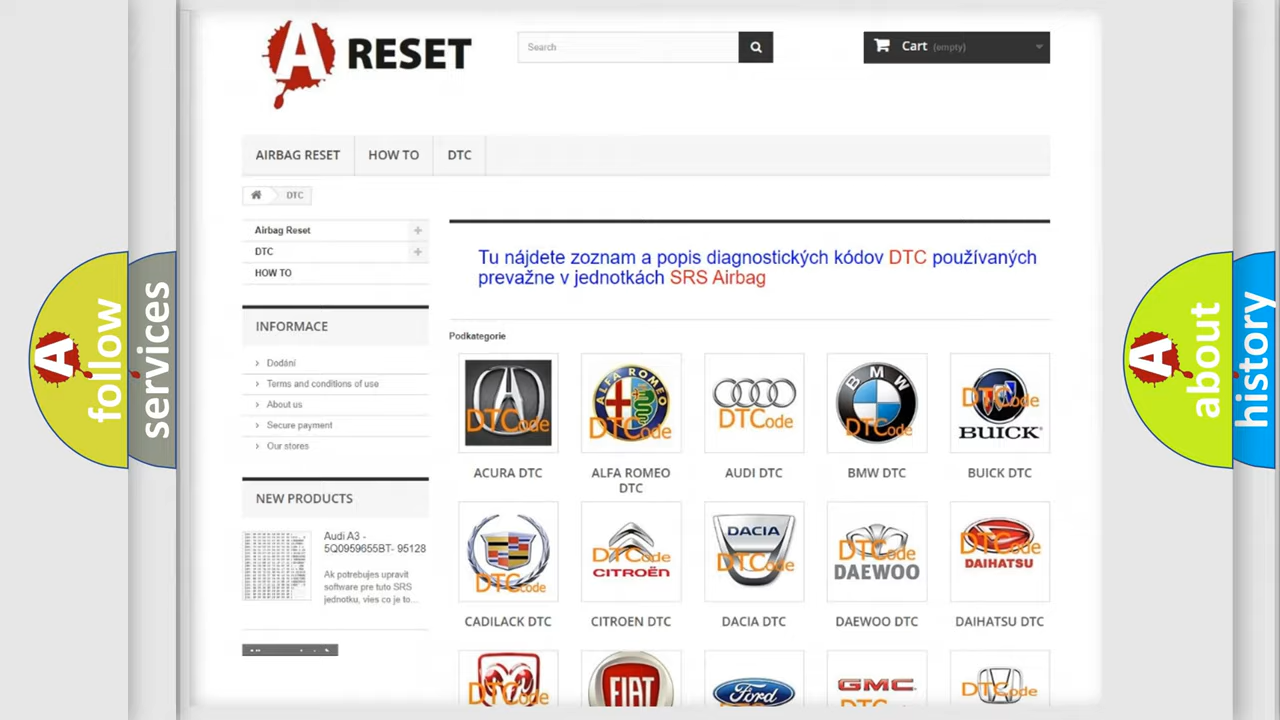 A RESET
Search
Cart (empty)
AIRBAG RESET
HOW TO
DTC
DTC
Airbag Reset
DTC
HOW TO
INFORMACE
Dodání
Terms and conditions of use
About us
Secure payment
Our stores
NEW PRODUCTS
Audi A3 -
5Q0959655BT- 95128
Ak potrebujes upravit
software pre tuto SRS
jednotku, vies co je to...
Tu nájdete zoznam a popis diagnostických kódov DTC používaných
prevažne v jednotkách SRS Airbag
Podkategorie
DTCode
ALFA ROMEO
DTCode
DTCode
BMW
DTCode
DTCode
BUICK
ACURA DTC
ALFA ROMEO
DTC
AUDI DTC
BMW DTC
BUICK DTC
DTCode
DTCode
CITROËN
DACIA
DTCode
DTCode
DAEWOO
DTCode
DAIHATSU
CADILACK DTC
CITROEN DTC
DACIA DTC
DAEWOO DTC
DAIHATSU DTC
DTCode
FIAT
Ford
GMC
DTCode
A follow
services
A about
history